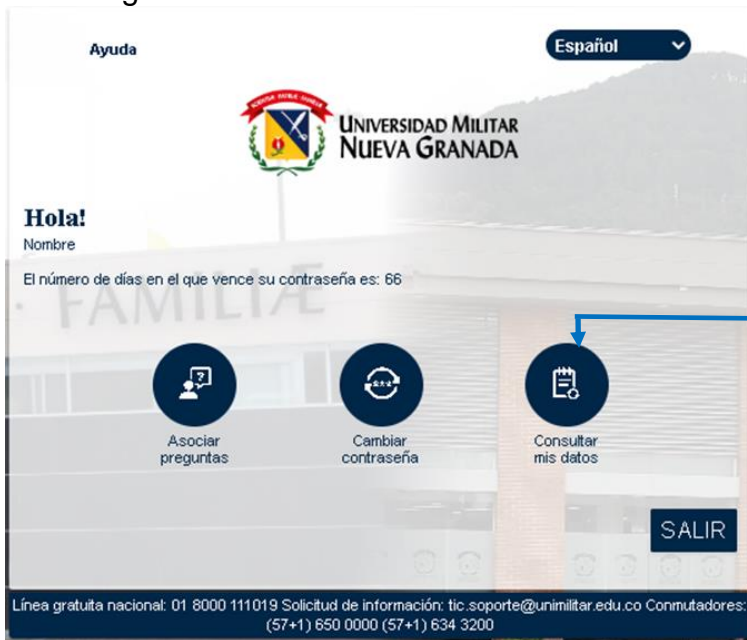 Ayuda
Español
UNIVERSIDAD MILITAR
NUEVA GRANADA
Hola!
Nombre
El número de días en el que vence su contraseña es: 66
FAMILIÆ
Asociar
preguntas
Cambiar
contraseña
Consultar
mis datos
SALIR
Línea gratuita nacional: 01 8000 111019 Solicitud de información: tic.soporte@unimilitar.edu.co Conmutadores:
(57+1) 650 0000 (57+1) 634 3200